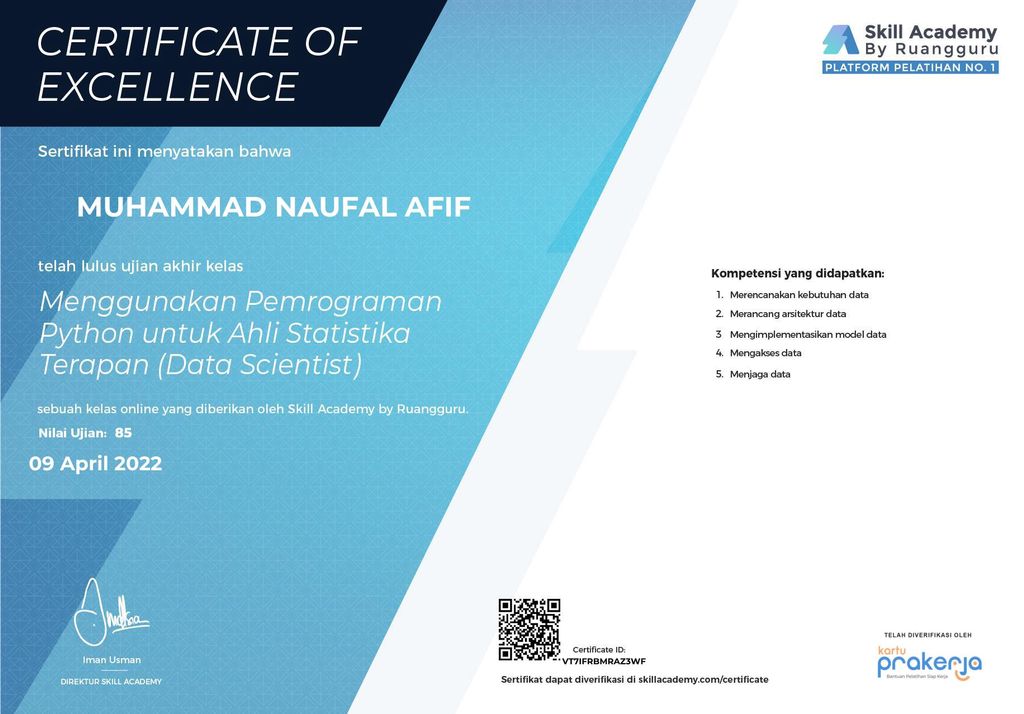 CERTIFICATE OF
EXCELLENCE
Skill Academy
By Ruangguru
PLATFORM PELATIHAN NO. 1
Sertifikat ini menyatakan bahwa
MUHAMMAD NAUFAL AFIF
telah lulus ujian akhir kelas
Menggunakan Pemrograman
Python untuk Ahli Statistika
Terapan (Data Scientist)
sebuah kelas online yang diberikan oleh Skill Academy by Ruangguru.
Nilai Ujian: 85
09 April 2022
Kompetensi yang didapatkan:
1. Merencanakan kebutuhan data
2. Merancang arsitektur data
3 Mengimplementasikan model data
4. Mengakses data
5. Menjaga data
Iman Usman
DIREKTUR SKILL ACADEMY
Certificate ID:
VT7IFRBMRAZ3WF
Sertifikat dapat diverifikasi di skillacademy.com/certificate
TELAH DIVERIFIKASI OLEH
kartu
prakerja
Bantuan Pelatihan Siap Kerja